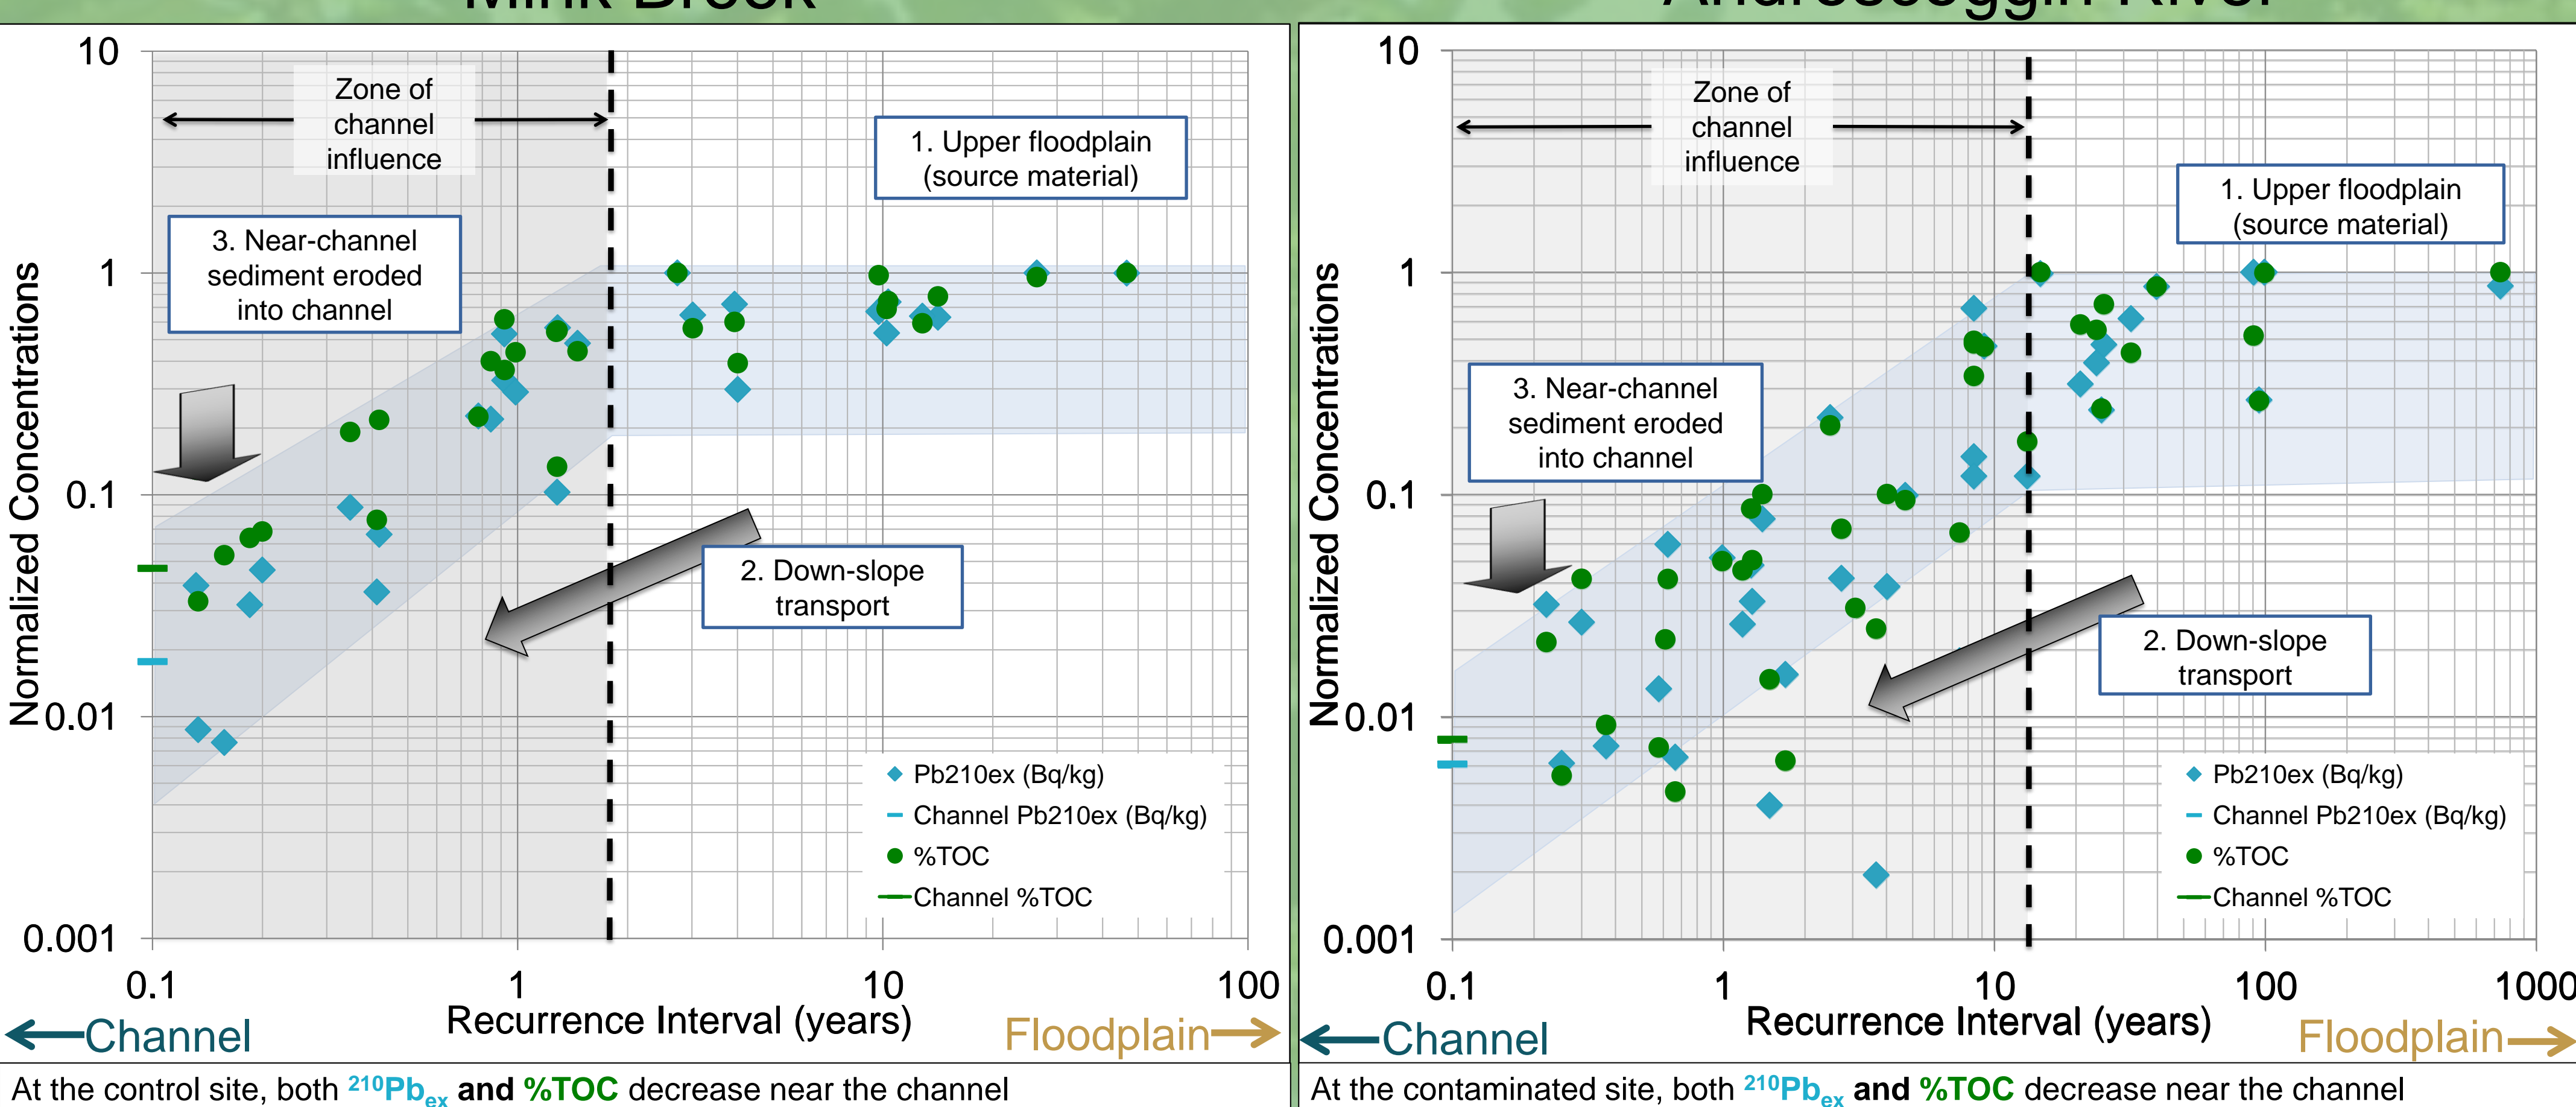 Mink Brook
Androscoggin River
10
1
0.1
0.01
0.001
Normalized Concentrations
Zone of
channel
influence
1. Upper floodplain
(source material)
3. Near-channel
sediment eroded
into channel
2. Down-slope
transport
Pb210ex (Bq/kg)
Channel Pb210ex (Bq/kg)
%TOC
Channel %TOC
0.1
1
10
100
Recurrence Interval (years)
Channel
Floodplain
At the control site, both ²¹⁰Pbₑₓ and %TOC decrease near the channel
10
1
0.1
0.01
0.001
Normalized Concentrations
Zone of
channel
influence
1. Upper floodplain
(source material)
3. Near-channel
sediment eroded
into channel
2. Down-slope
transport
Pb210ex (Bq/kg)
Channel Pb210ex (Bq/kg)
%TOC
Channel %TOC
0.1
1
10
100
1000
Recurrence Interval (years)
Channel
Floodplain
At the contaminated site, both ²¹⁰Pbₑₓ and %TOC decrease near the channel